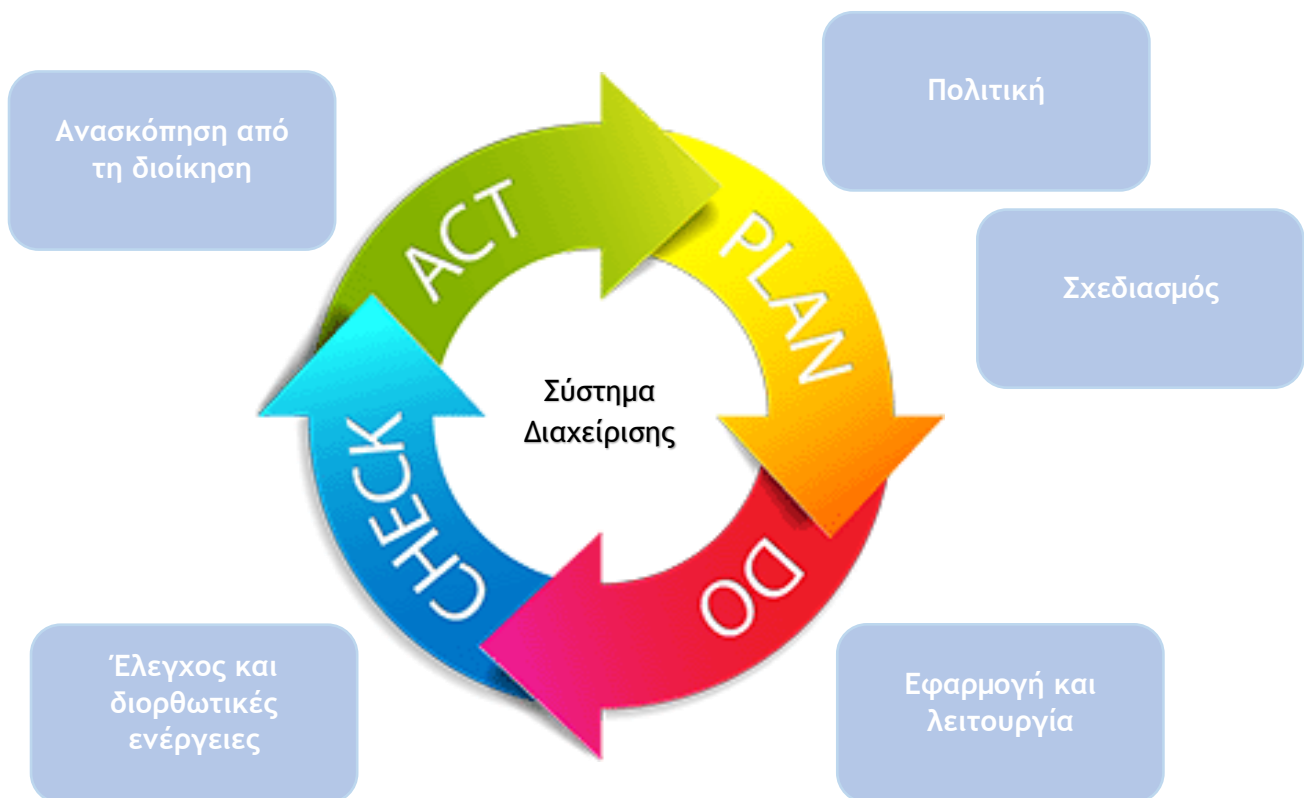 Πολιτική
Ανασκόπηση από
τη διοίκηση
ACT
PLAN
Σχεδιασμός
Σύστημα
Διαχείρισης
CHECK
DO
Έλεγχος και
διορθωτικές
ενέργειες
Εφαρμογή και
λειτουργία